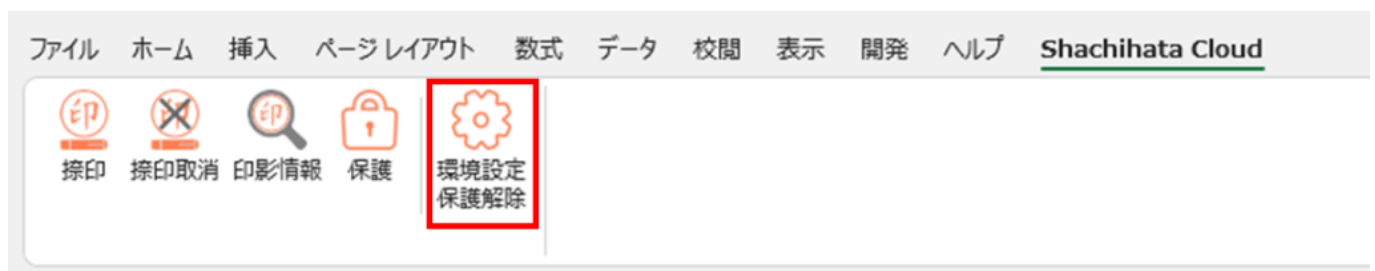 ファイル ホーム 挿入 ページ レイアウト 数式 データ 校閲 表示 開発 ヘルプ Shachihata Cloud
印 印 印
捺印 捺印取消 印影情報 保護 環境設定
保護解除